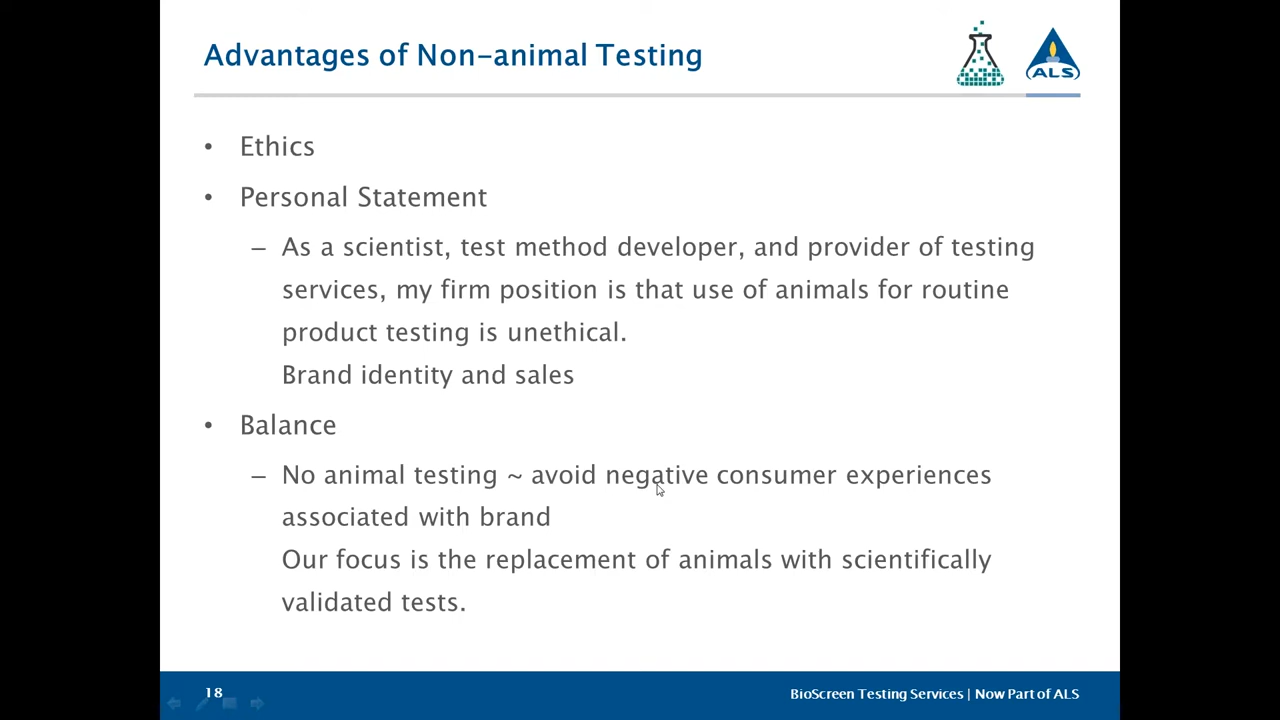 Advantages of Non-animal Testing
ALS
• Ethics
• Personal Statement
– As a scientist, test method developer, and provider of testing
services, my firm position is that use of animals for routine
product testing is unethical.
Brand identity and sales
• Balance
– No animal testing ~ avoid negative consumer experiences
associated with brand
Our focus is the replacement of animals with scientifically
validated tests.
18
BioScreen Testing Services | Now Part of ALS